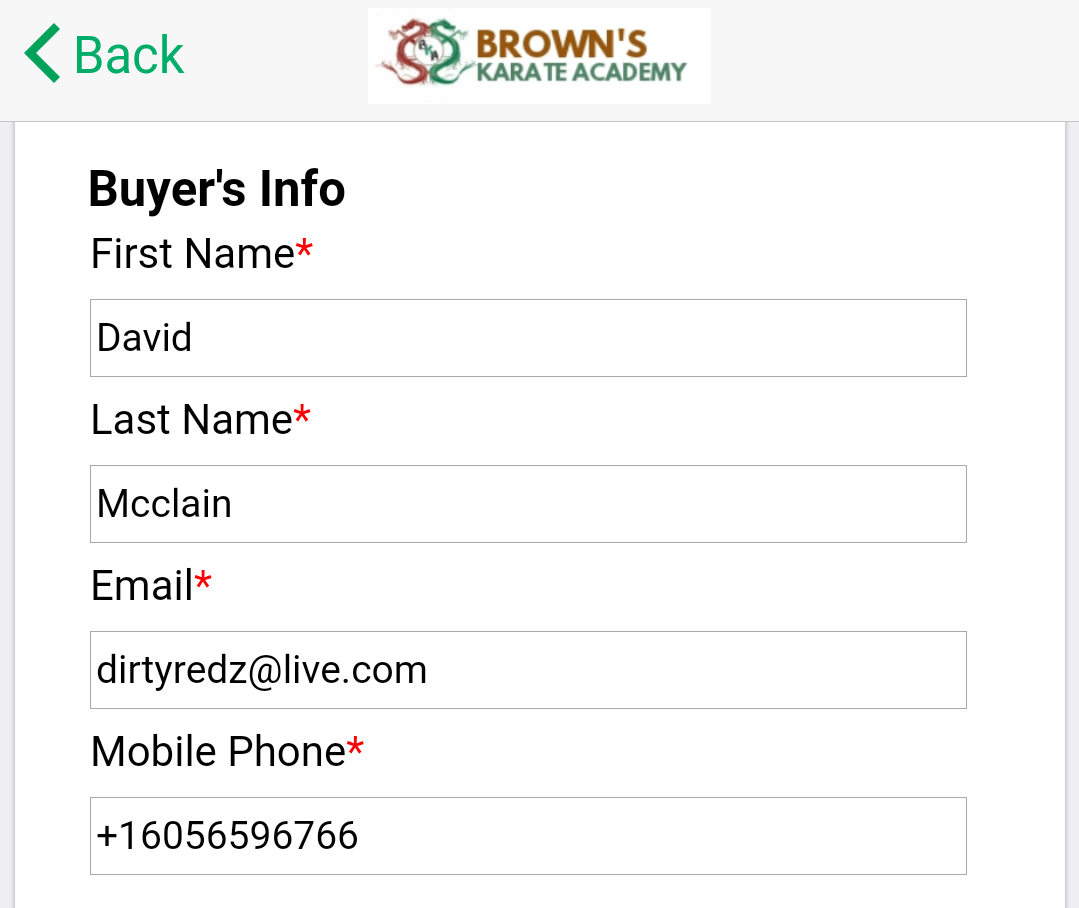 Back
BKA
BROWN'S
KARATE ACADEMY
Buyer's Info
First Name*
David
Last Name*
Mcclain
Email*
dirtyredz@live.com
Mobile Phone*
+16056596766